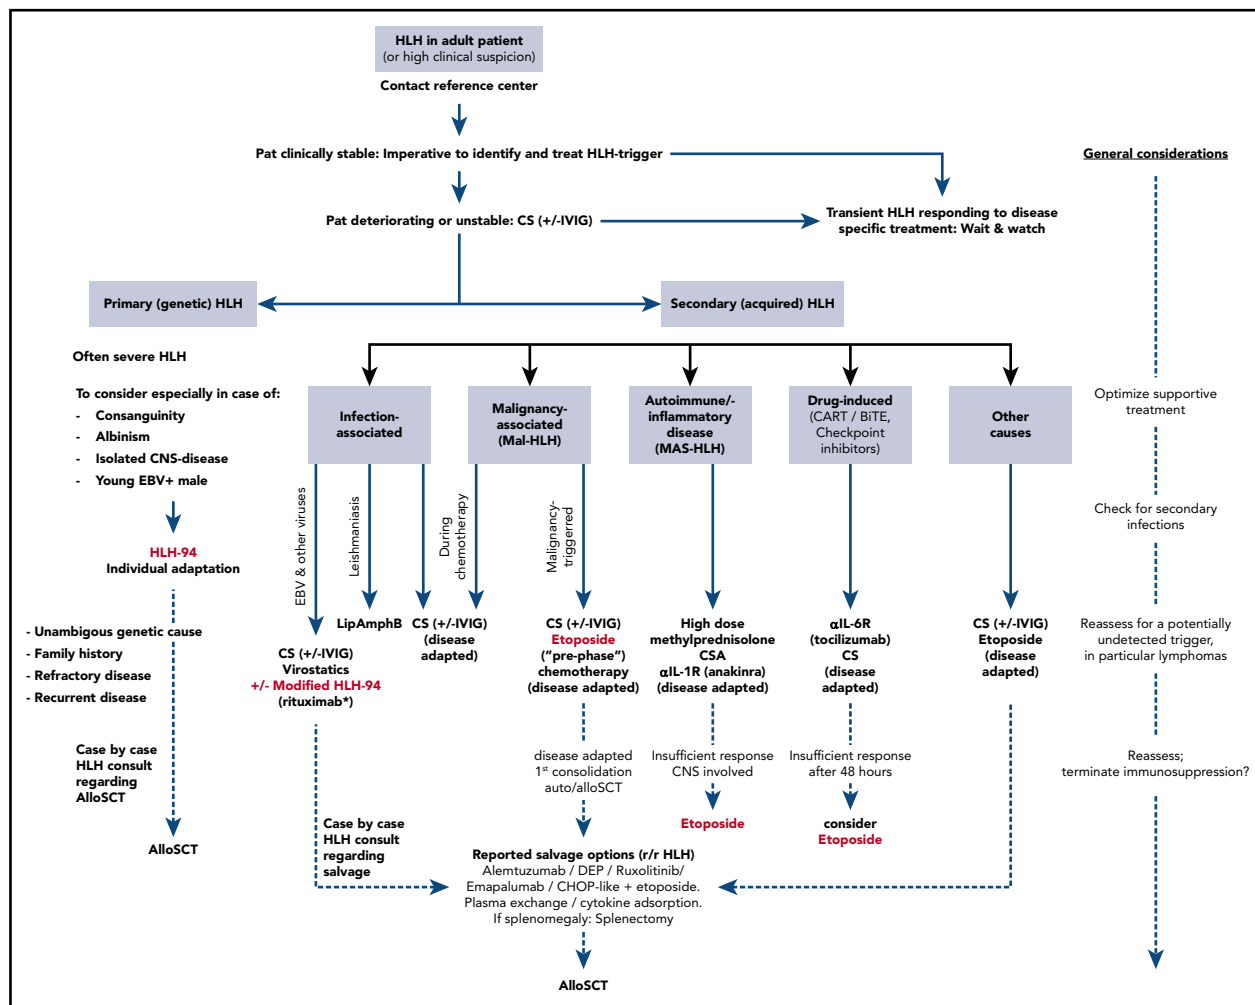 HLH in adult patient
(or high clinical suspicion)
Contact reference center
Pat clinically stable: Imperative to identify and treat HLH-trigger
General considerations
Pat deteriorating or unstable: CS (+/-IVIG)
Transient HLH responding to disease
specific treatment: Wait & watch
Primary (genetic) HLH
Secondary (acquired) HLH
Often severe HLH
To consider especially in case of:
- Consanguinity
- Albinism
- Isolated CNS-disease
- Young EBV+ male
HLH-94
Individual adaptation
- Unambigous genetic cause
- Family history
- Refractory disease
- Recurrent disease
Case by case
HLH consult
regarding
AlloSCT
AlloSCT
Infection-
associated
Malignancy-
associated
(Mal-HLH)
Autoimmune/-
inflammatory
disease
(MAS-HLH)
Drug-induced
(CART / BiTE,
Checkpoint
inhibitors)
Other
causes
EBV & other viruses
Leishmaniasis
During
chemotherapy
Malignancy-
triggerred
CS (+/-IVIG)
Virostatics
+/- Modified HLH-94
(rituximab*)
LipAmphB
CS (+/-IVIG)
(disease
adapted)
CS (+/-IVIG)
Etoposide
("pre-phase")
chemotherapy
(disease adapted)
High dose
methylprednisolone
CSA
αIL-1R (anakinra)
(disease adapted)
αIL-6R
(tocilizumab)
CS
(disease
adapted)
CS (+/-IVIG)
Etoposide
(disease
adapted)
disease adapted
1st consolidation
auto/alloSCT
Insufficient response
CNS involved
Etoposide
Insufficient response
after 48 hours
consider
Etoposide
Case by case
HLH consult
regarding
salvage
Reported salvage options (r/r HLH)
Alemtuzumab / DEP / Ruxolitinib/
Emapalumab / CHOP-like + etoposide.
Plasma exchange / cytokine adsorption.
If splenomegaly: Splenectomy
AlloSCT
Optimize supportive
treatment
Check for secondary
infections
Reassess for a potentially
undetected trigger,
in particular lymphomas
Reassess;
terminate immunosuppression?